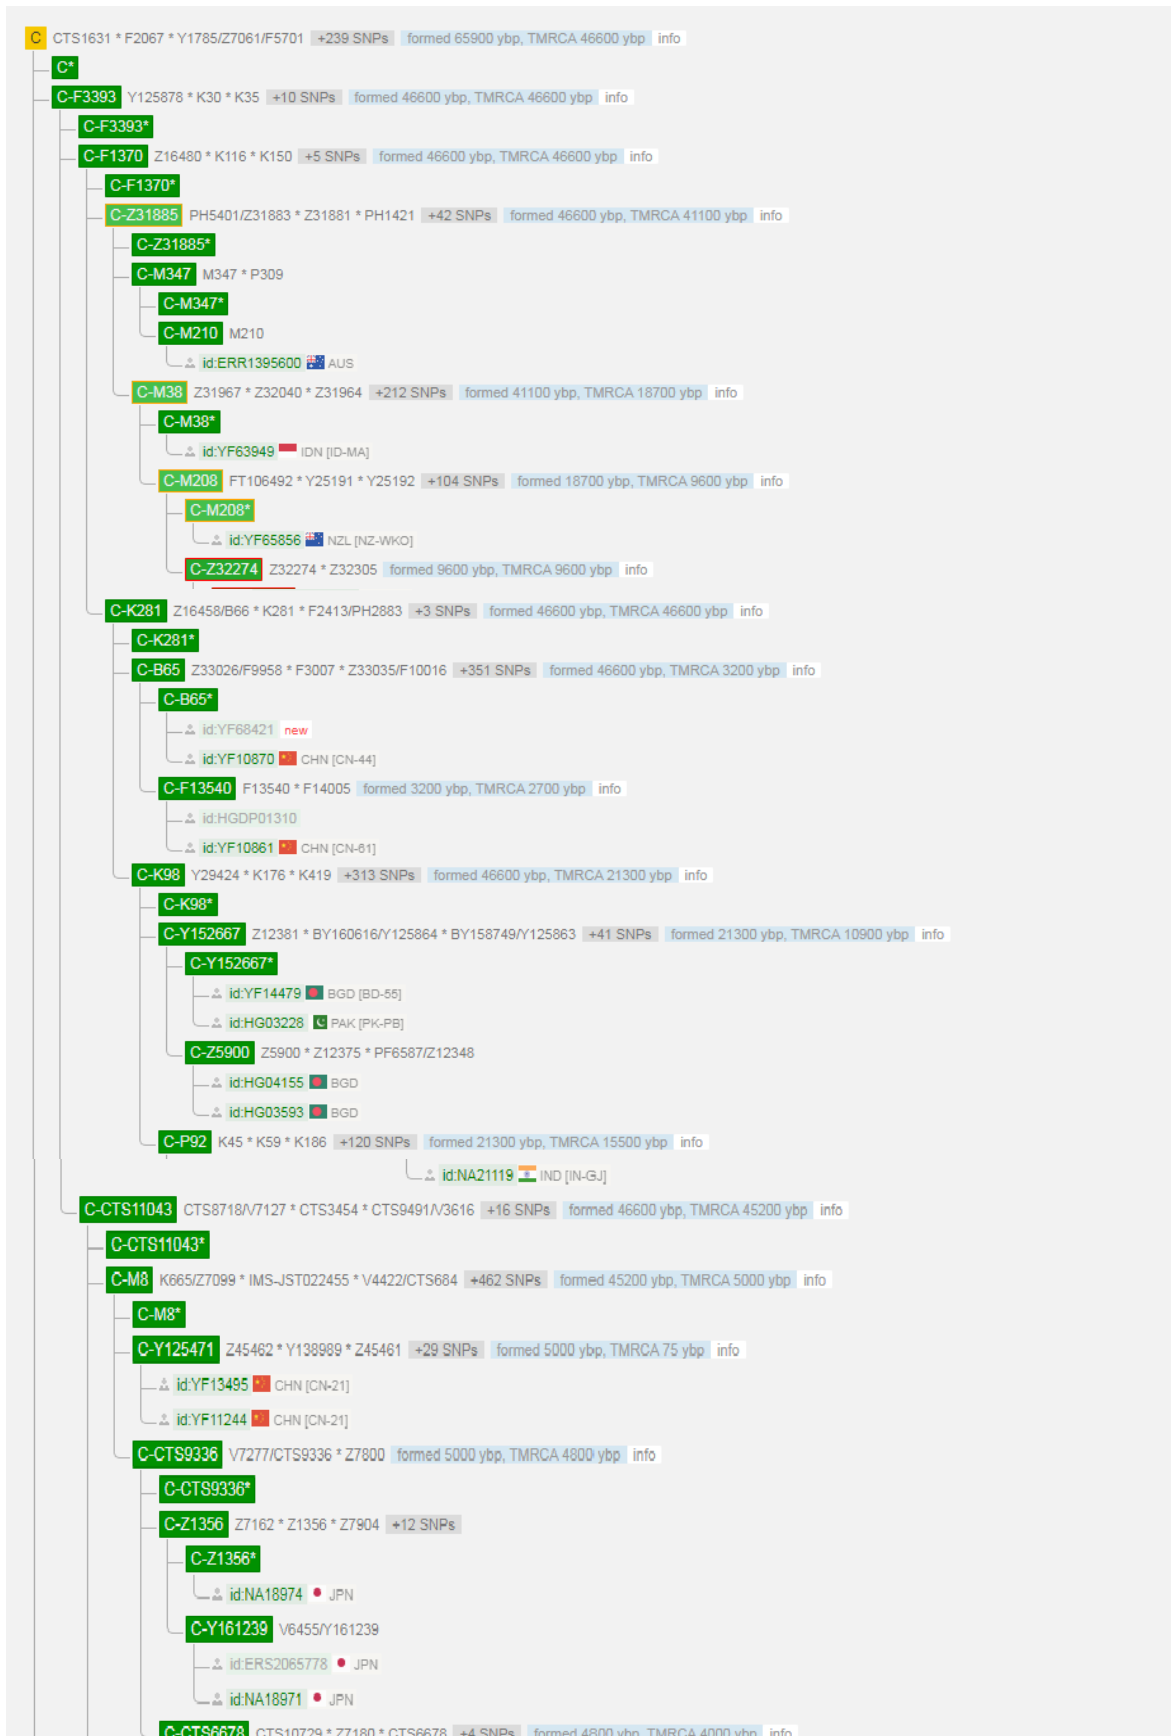 C CTS1631 * F2067 * Y1785/Z7061/F5701 +239 SNPs formed 65900 ybp, TMRCA 46600 ybp info
C*
C-F3393 Y125878 * K30 * K35 +10 SNPs formed 46600 ybp, TMRCA 46600 ybp info
C-F3393*
C-F1370 Z16480 * K116 * K150 +5 SNPs formed 46600 ybp, TMRCA 46600 ybp info
C-F1370*
C-Z31885 PH5401/Z31883 * Z31881 * PH1421 +42 SNPs formed 46600 ybp, TMRCA 41100 ybp info
C-Z31885*
C-M347 M347 * P309
C-M347*
C-M210 M210
id:ERR1395600 AUS
C-M38 Z31967 * Z32040 * Z31964 +212 SNPs formed 41100 ybp, TMRCA 18700 ybp info
C-M38*
id:YF63949 IDN [ID-MA]
C-M208 FT106492 * Y25191 * Y25192 +104 SNPs formed 18700 ybp, TMRCA 9600 ybp info
C-M208*
id:YF65856 NZL [NZ-WKO]
C-Z32274 Z32274 * Z32305 formed 9600 ybp, TMRCA 9600 ybp info
C-K281 Z16458/B66 * K281 * F2413/PH2883 +3 SNPs formed 46600 ybp, TMRCA 46600 ybp info
C-K281*
C-B65 Z33026/F9958 * F3007 * Z33035/F10016 +351 SNPs formed 46600 ybp, TMRCA 3200 ybp info
C-B65*
id:YF68421 new
id:YF10870 CHN [CN-44]
C-F13540 F13540 * F14005 formed 3200 ybp, TMRCA 2700 ybp info
id:HGDP01310
id:YF10861 CHN [CN-61]
C-K98 Y29424 * K176 * K419 +313 SNPs formed 46600 ybp, TMRCA 21300 ybp info
C-K98*
C-Y152667 Z12381 * BY160616/Y125864 * BY158749/Y125863 +41 SNPs formed 21300 ybp, TMRCA 10900 ybp info
C-Y152667*
id:YF14479 BGD [BD-55]
id:HG03228 PAK [PK-PB]
C-Z5900 Z5900 * Z12375 * PF6587/Z12348
id:HG04155 BGD
id:HG03593 BGD
C-P92 K45 * K59 * K186 +120 SNPs formed 21300 ybp, TMRCA 15500 ybp info
id:NA21119 IND [IN-GJ]
C-CTS11043 CTS8718/V7127 * CTS3454 * CTS9491/V3616 +16 SNPs formed 46600 ybp, TMRCA 45200 ybp info
C-CTS11043*
C-M8 K665/Z7099 * IMS-JST022455 * V4422/CTS684 +462 SNPs formed 45200 ybp, TMRCA 5000 ybp info
C-M8*
C-Y125471 Z45462 * Y138989 * Z45461 +29 SNPs formed 5000 ybp, TMRCA 75 ybp info
id:YF13495 CHN [CN-21]
id:YF11244 CHN [CN-21]
C-CTS9336 V7277/CTS9336 * Z7800 formed 5000 ybp, TMRCA 4800 ybp info
C-CTS9336*
C-Z1356 Z7162 * Z1356 * Z7904 +12 SNPs
C-Z1356*
id:NA18974 JPN
C-Y161239 V6455/Y161239
id:ERS2065778 JPN
id:NA18971 JPN
C-CTS6678 CTS10729 * Z7180 * CTS6678 +4 SNPs formed 4800 ybp, TMRCA 4000 ybp info